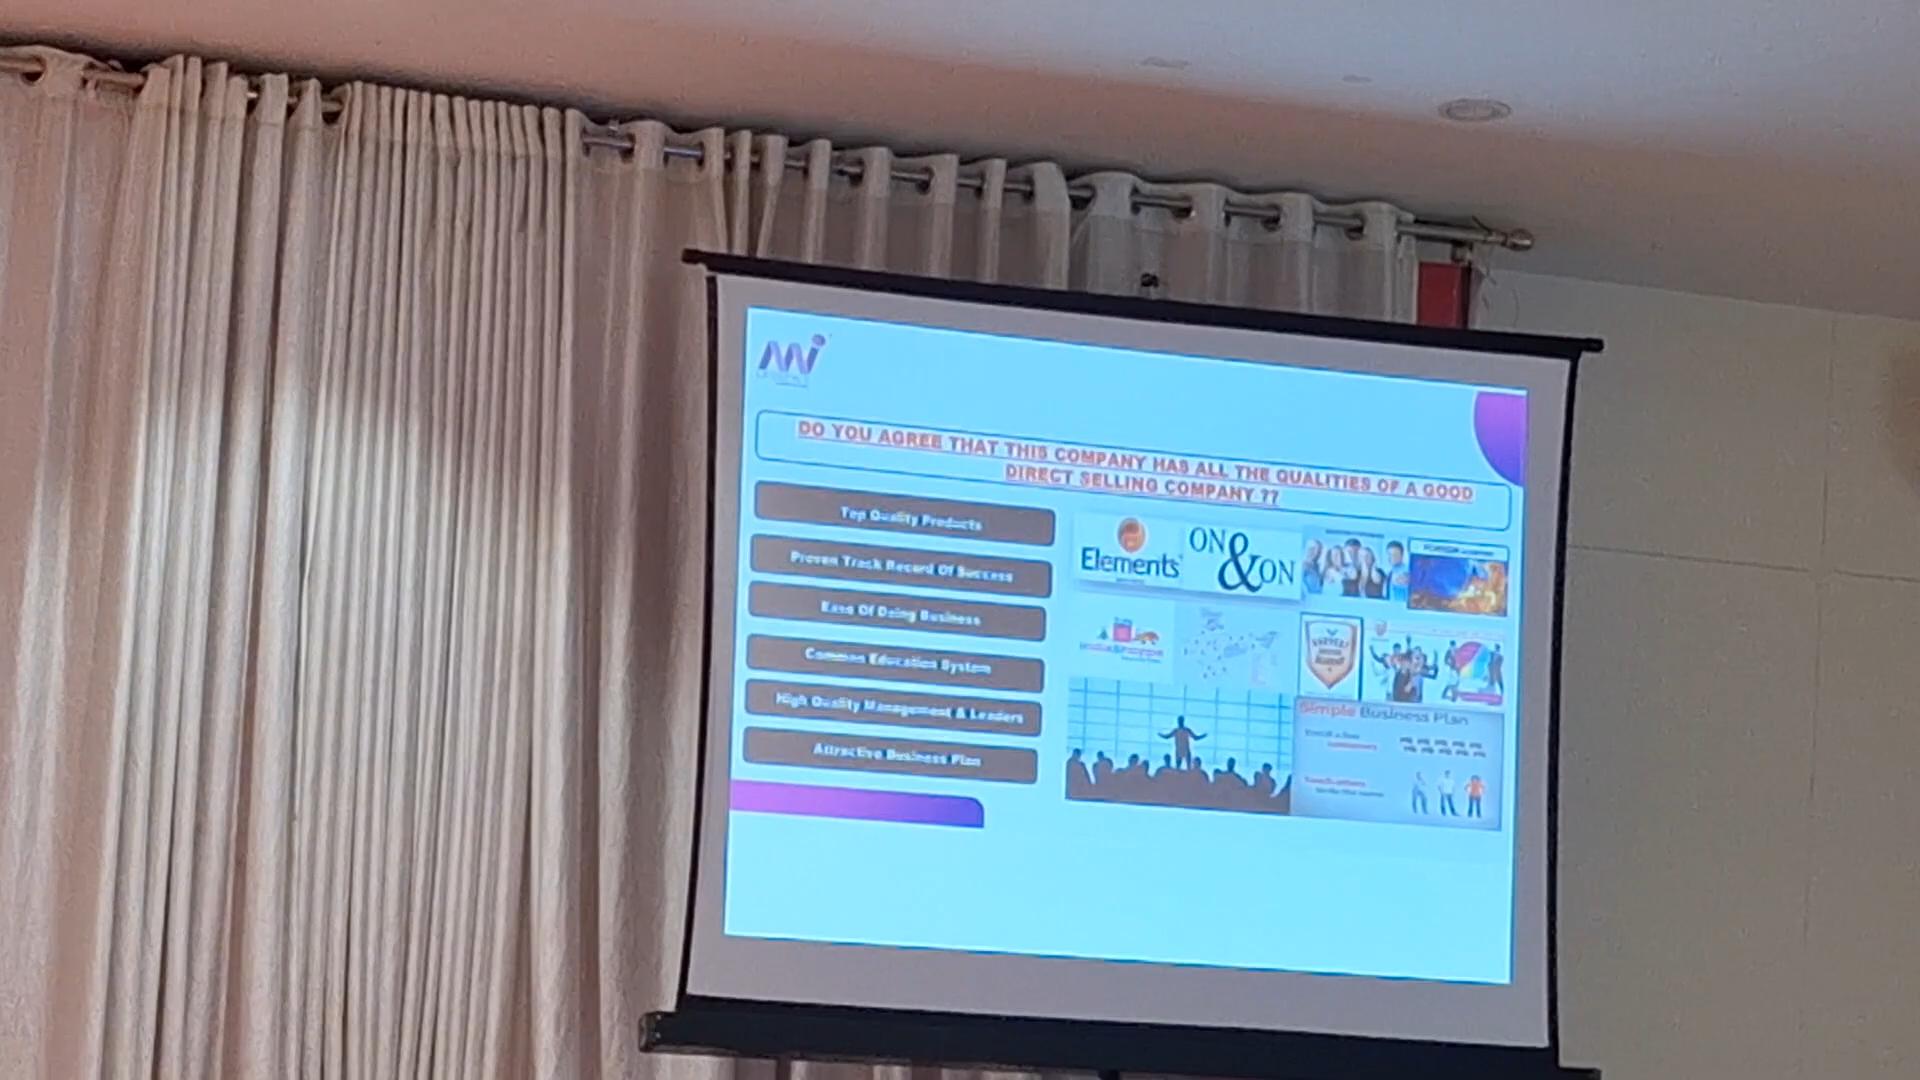 DO YOU AGREE THAT THIS COMPANY HAS ALL THE QUALITIES OF A GOOD
DIRECT SELLING COMPANY ??
Top Quality Products
Proven Track Record Of Success
Ease Of Doing Business
Common Education System
High Quality Management & Leaders
Attractive Business Plan
Elements
ON & ON
Simple Business Plan